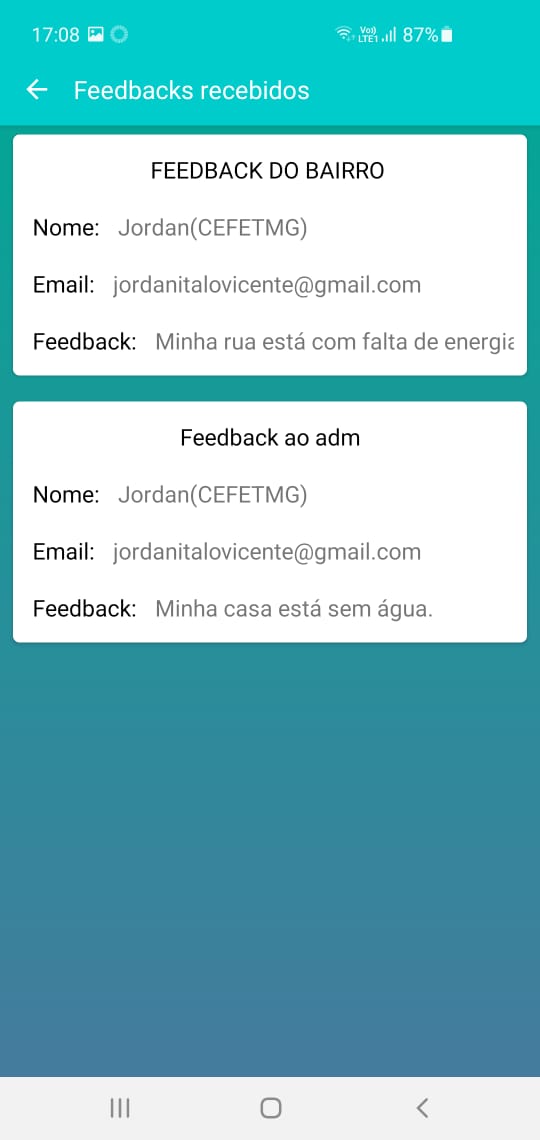 17:08 Vo)) LTE1 87%
Feedbacks recebidos
FEEDBACK DO BAIRRO
Nome: Jordan(CEFETMG)
Email: jordanitalovicente@gmail.com
Feedback: Minha rua está com falta de energia
Feedback ao adm
Nome: Jordan(CEFETMG)
Email: jordanitalovicente@gmail.com
Feedback: Minha casa está sem água.